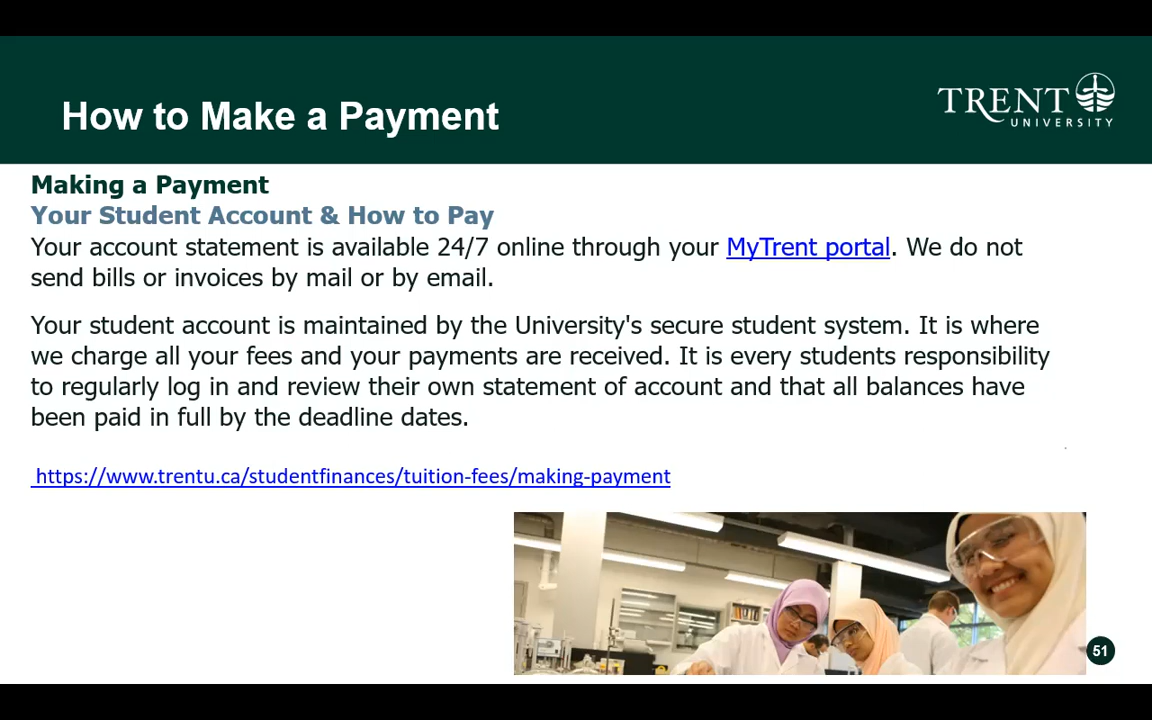 How to Make a Payment
TRENT
UNIVERSITY
Making a Payment
Your Student Account & How to Pay
Your account statement is available 24/7 online through your MyTrent portal. We do not
send bills or invoices by mail or by email.
Your student account is maintained by the University's secure student system. It is where
we charge all your fees and your payments are received. It is every students responsibility
to regularly log in and review their own statement of account and that all balances have
been paid in full by the deadline dates.
https://www.trentu.ca/studentfinances/tuition-fees/making-payment
51